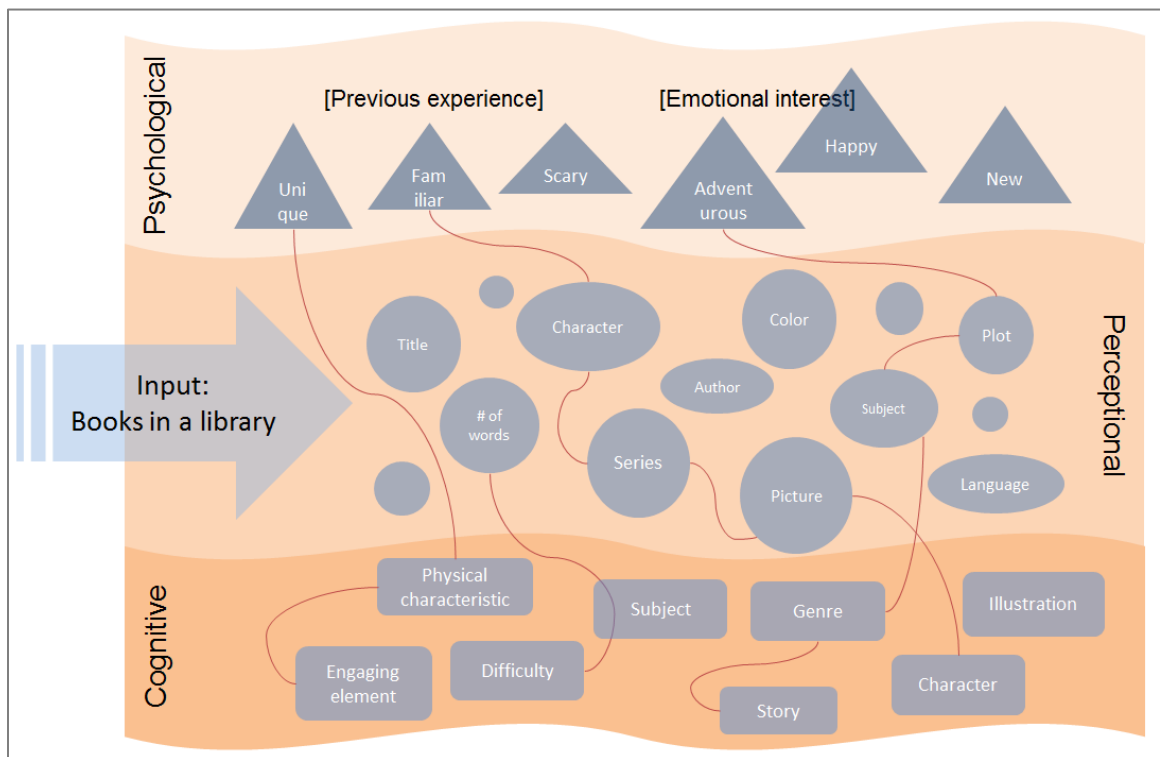 Psychological
[Previous experience]
[Emotional interest]
Uni
que
Fam
iliar
Scary
Advent
urous
Happy
New
Perceptional
Input:
Books in a library
Title
Character
Color
Plot
Author
Subject
# of
words
Series
Picture
Language
Cognitive
Physical
characteristic
Subject
Genre
Illustration
Engaging
element
Difficulty
Story
Character